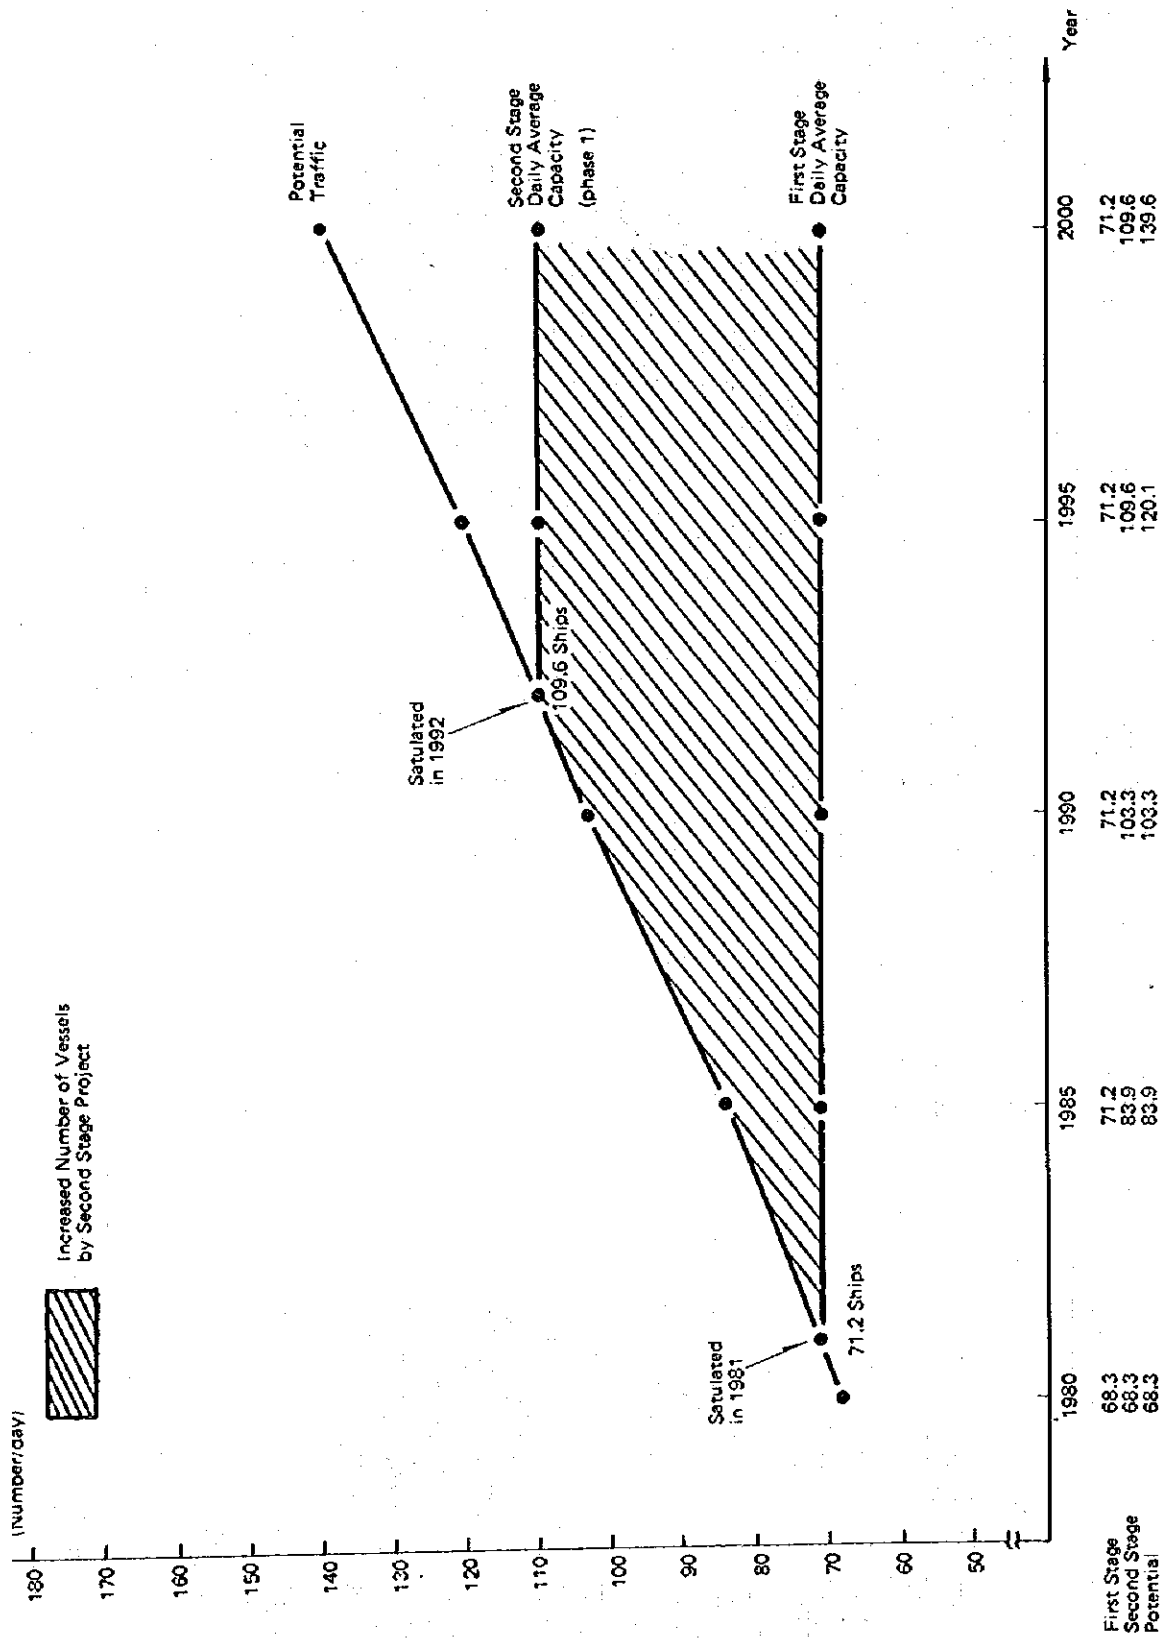 (Number/day)
180
170
160
150
140
130
120
110
100
90
80
70
60
50
Increased Number of Vessels
by Second Stage Project
Potential
Traffic
Second Stage
Daily Average
Capacity
(phase 1)
First Stage
Daily Average
Capacity
Satulated
in 1992
109.6 Ships
Satulated
in 1981
71.2 Ships
1980 1985 1990 1995 2000 Year
First Stage 68.3 71.2 71.2 71.2 71.2
Second Stage 68.3 83.9 103.3 109.6 109.6
Potential 68.3 83.9 103.3 120.1 139.6